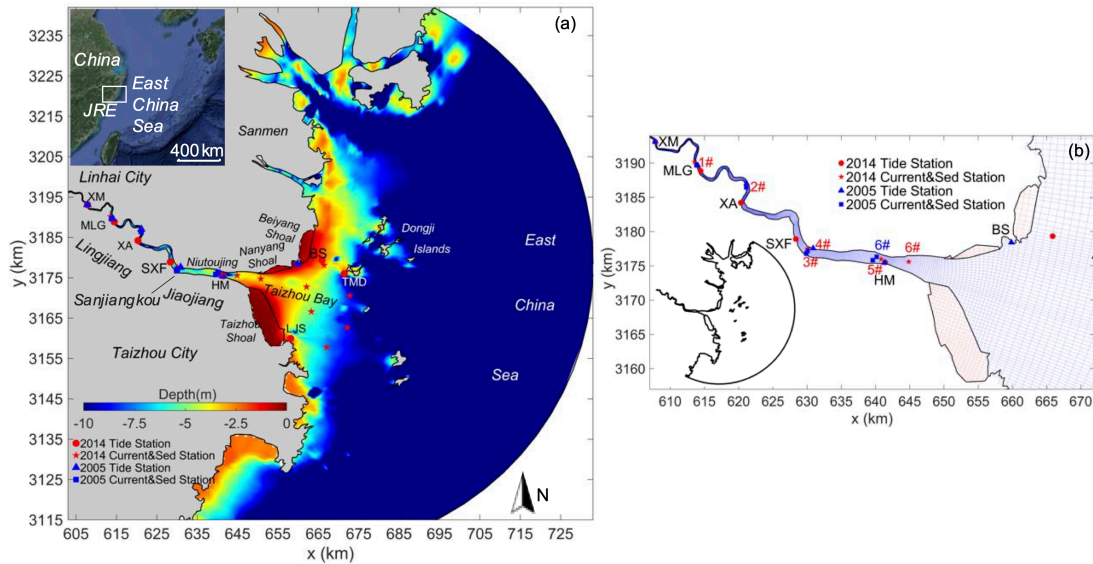 (a)
China
East
China
Sea
JRE
400 km
Sanmen
Linhai City
XM
MLG
XA
SXF
Lingjiang
Sanjiangkou
Jiaojiang
Niutoujing
HM
Beiyang
Shoal
Nanyang
Shoal
BS
Dongji
Islands
TMD
Taizhou Bay
Taizhou
Shoal
LJS
Taizhou City
East
China
Sea
Depth(m)
-10 -7.5 -5 -2.5 0
2014 Tide Station
2014 Current&Sed Station
2005 Tide Station
2005 Current&Sed Station
N
y (km)
3235
3225
3215
3205
3195
3185
3175
3165
3155
3145
3135
3125
3115
605 615 625 635 645 655 665 675 685 695 705 715 725
x (km)
(b)
XM
1#
MLG
2#
XA
SXF
4#
3#
6#
5#
6#
HM
BS
2014 Tide Station
2014 Current&Sed Station
2005 Tide Station
2005 Current&Sed Station
y (km)
3190
3185
3180
3175
3170
3165
3160
3157
610 615 620 625 630 635 640 645 650 655 660 665 670
x (km)